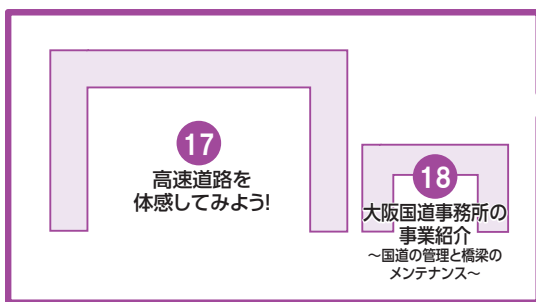 17
高速道路を
体感してみよう!
18
大阪国道事務所の
事業紹介
～国道の管理と橋梁の
メンテナンス～